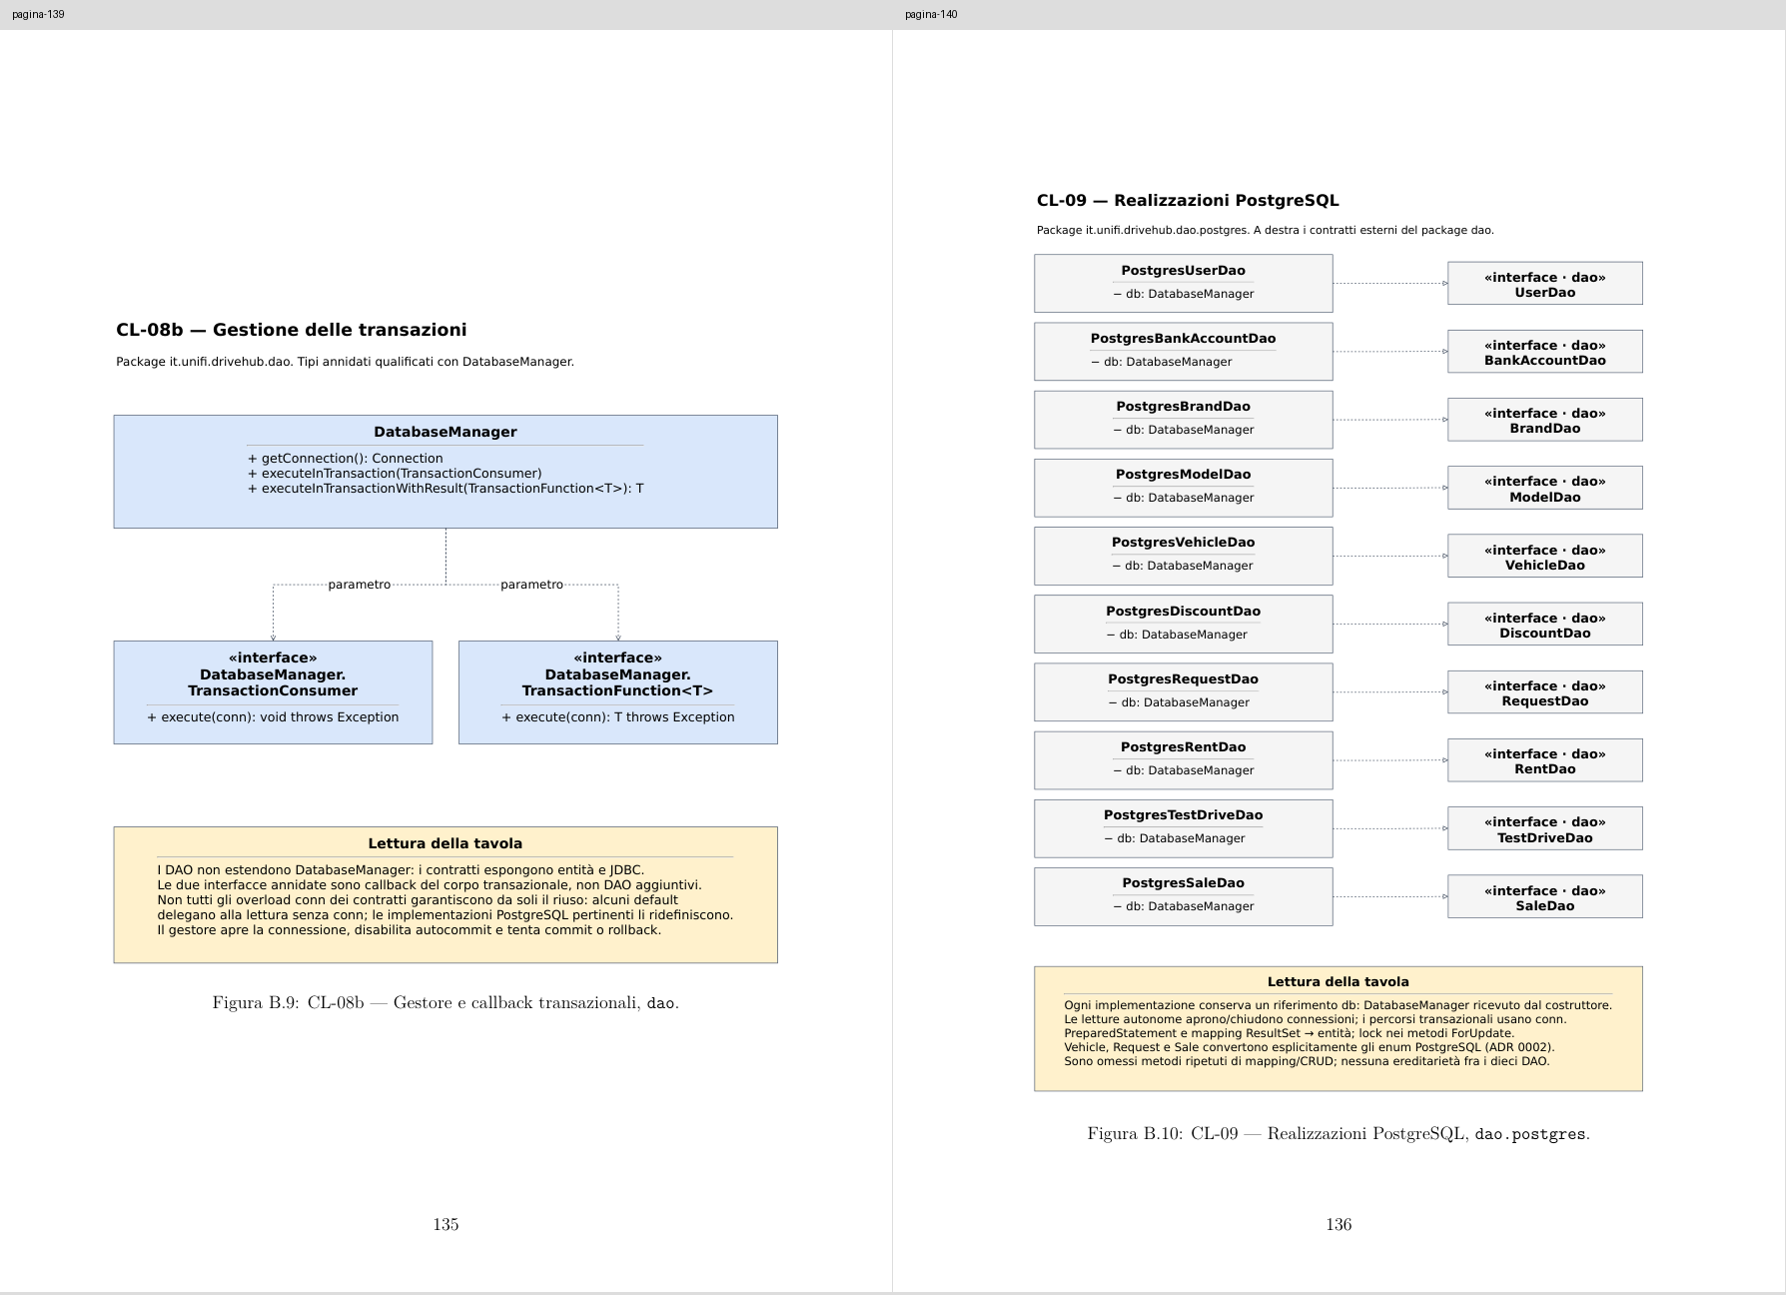 pagina-139
CL-08b — Gestione delle transazioni
Package it.unifi.drivehub.dao. Tipi annidati qualificati con DatabaseManager.
DatabaseManager
+ getConnection(): Connection
+ executeInTransaction(TransactionConsumer)
+ executeInTransactionWithResult(TransactionFunction<T>): T
parametro
parametro
«interface»
DatabaseManager.
TransactionConsumer
+ execute(conn): void throws Exception
«interface»
DatabaseManager.
TransactionFunction<T>
+ execute(conn): T throws Exception
Lettura della tavola
I DAO non estendono DatabaseManager: i contratti espongono entità e JDBC.
Le due interfacce annidate sono callback del corpo transazionale, non DAO aggiuntivi.
Non tutti gli overload conn dei contratti garantiscono da soli il riuso: alcuni default
delegano alla lettura senza conn; le implementazioni PostgreSQL pertinenti li ridefiniscono.
Il gestore apre la connessione, disabilita autocommit e tenta commit o rollback.
Figura B.9: CL-08b — Gestore e callback transazionali, dao.
135
pagina-140
CL-09 — Realizzazioni PostgreSQL
Package it.unifi.drivehub.dao.postgres. A destra i contratti esterni del package dao.
PostgresUserDao
− db: DatabaseManager
«interface · dao»
UserDao
PostgresBankAccountDao
− db: DatabaseManager
«interface · dao»
BankAccountDao
PostgresBrandDao
− db: DatabaseManager
«interface · dao»
BrandDao
PostgresModelDao
− db: DatabaseManager
«interface · dao»
ModelDao
PostgresVehicleDao
− db: DatabaseManager
«interface · dao»
VehicleDao
PostgresDiscountDao
− db: DatabaseManager
«interface · dao»
DiscountDao
PostgresRequestDao
− db: DatabaseManager
«interface · dao»
RequestDao
PostgresRentDao
− db: DatabaseManager
«interface · dao»
RentDao
PostgresTestDriveDao
− db: DatabaseManager
«interface · dao»
TestDriveDao
PostgresSaleDao
− db: DatabaseManager
«interface · dao»
SaleDao
Lettura della tavola
Ogni implementazione conserva un riferimento db: DatabaseManager ricevuto dal costruttore.
Le letture autonome aprono/chiudono connessioni; i percorsi transazionali usano conn.
PreparedStatement e mapping ResultSet → entità; lock nei metodi ForUpdate.
Vehicle, Request e Sale convertono esplicitamente gli enum PostgreSQL (ADR 0002).
Sono omessi metodi ripetuti di mapping/CRUD; nessuna ereditarietà fra i dieci DAO.
Figura B.10: CL-09 — Realizzazioni PostgreSQL, dao.postgres.
136